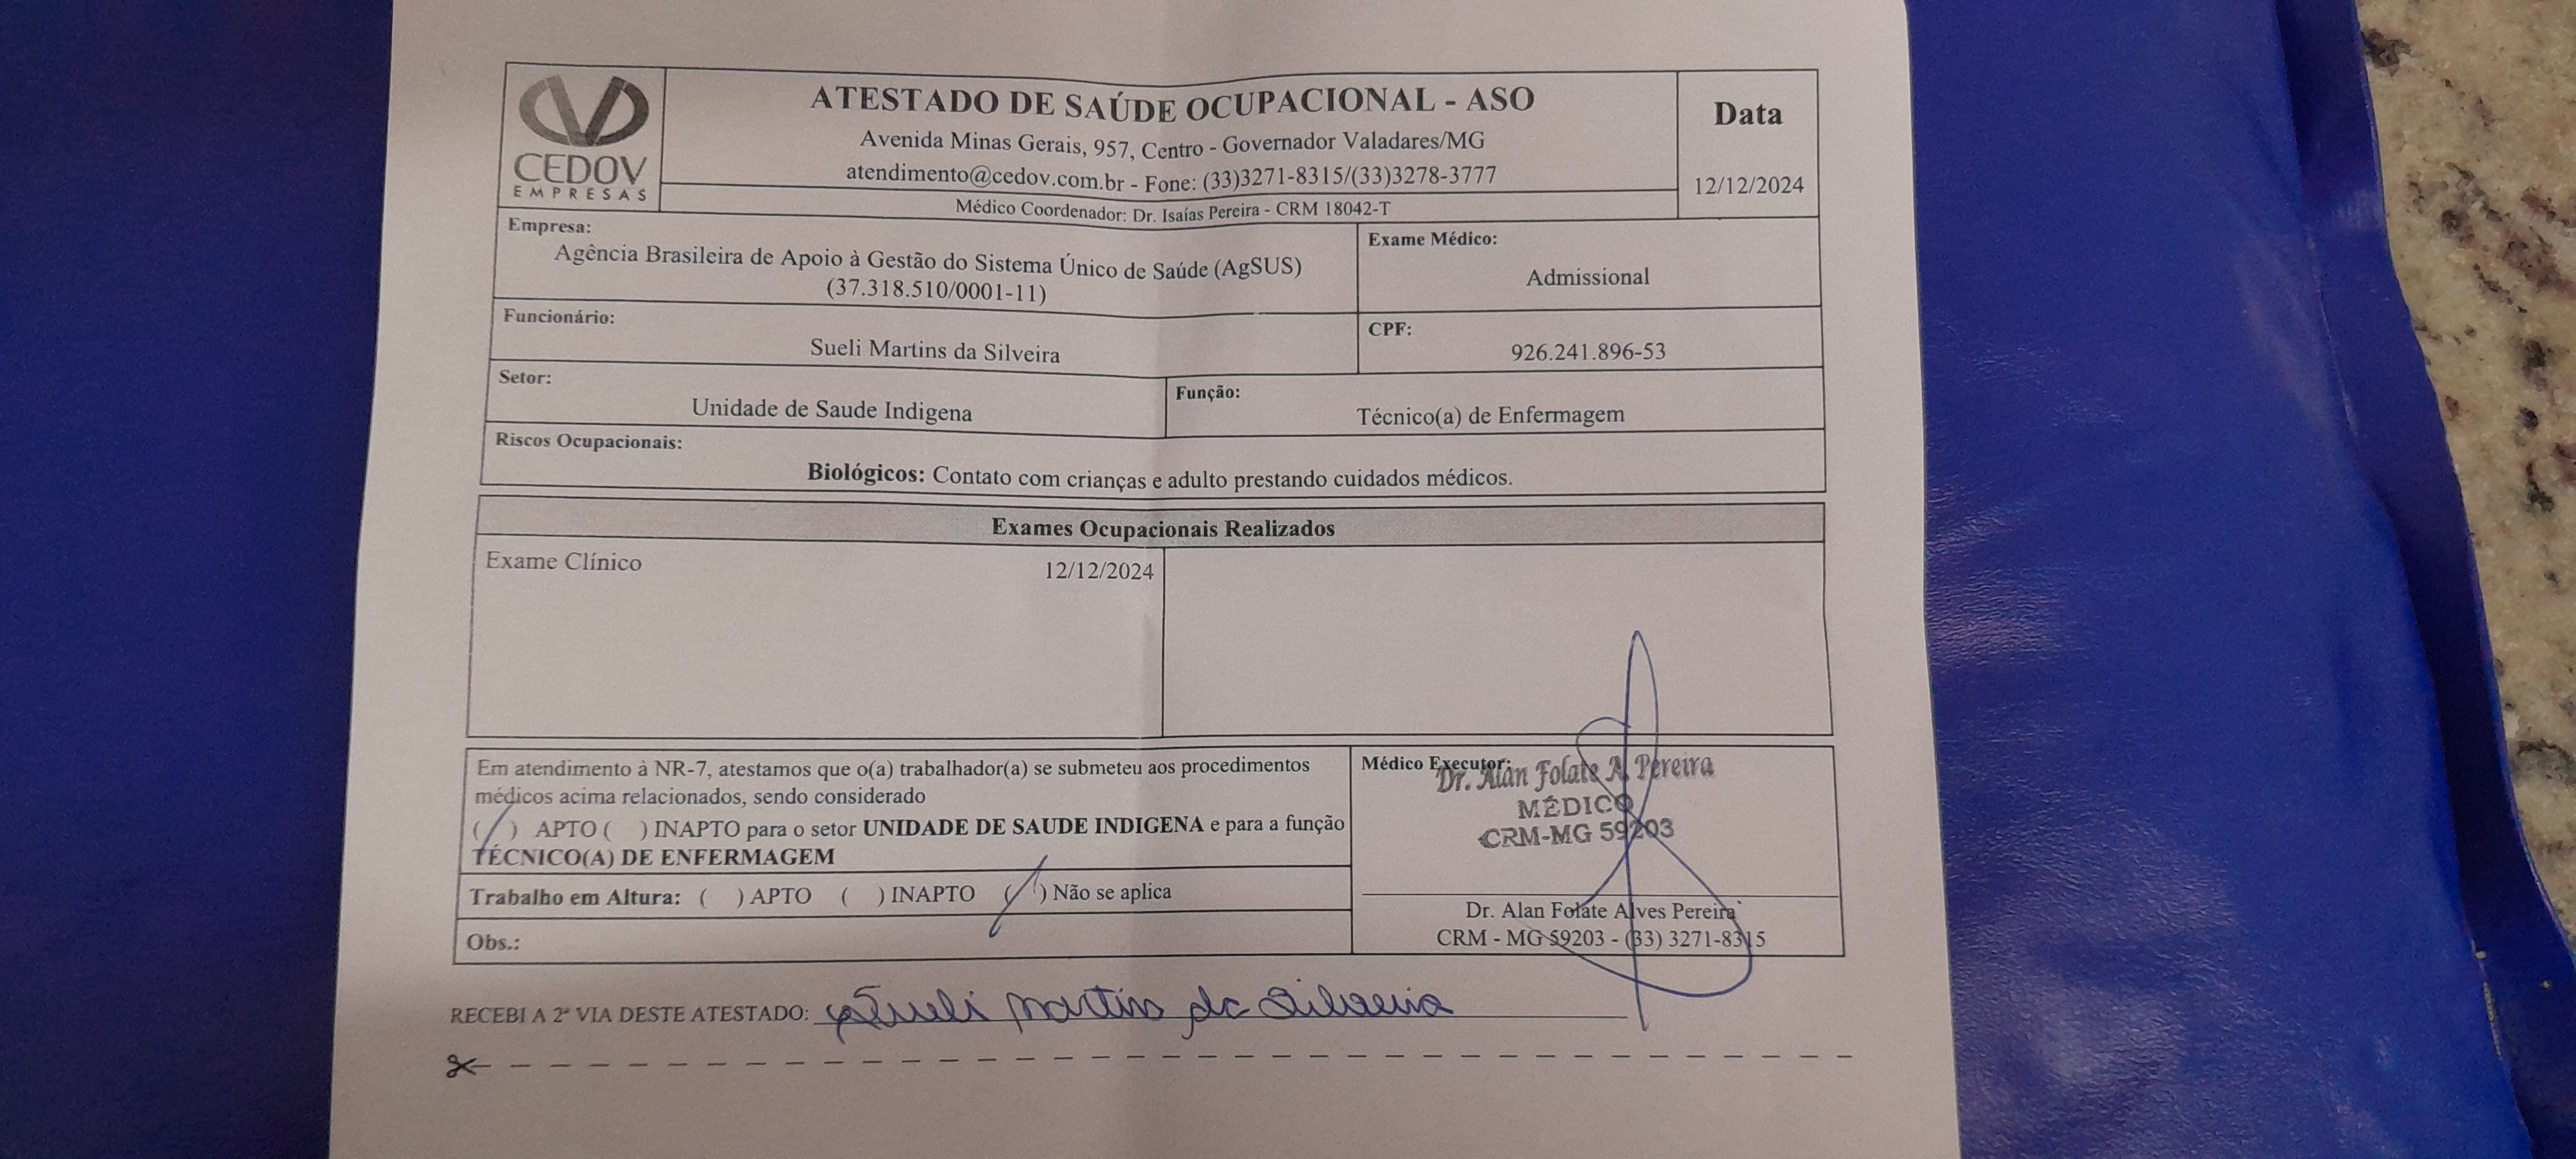 CEDOV
EMPRESAS
ATESTADO DE SAÚDE OCUPACIONAL - ASO
Avenida Minas Gerais, 957, Centro - Governador Valadares/MG
atendimento@cedov.com.br - Fone: (33)3271-8315/(33)3278-3777
Médico Coordenador: Dr. Isaías Pereira - CRM 18042-T
Data
12/12/2024
Empresa:
Agência Brasileira de Apoio à Gestão do Sistema Único de Saúde (AgSUS)
(37.318.510/0001-11)
Exame Médico:
Admissional
Funcionário:
Sueli Martins da Silveira
CPF:
926.241.896-53
Setor:
Unidade de Saude Indigena
Função:
Técnico(a) de Enfermagem
Riscos Ocupacionais:
Biológicos: Contato com crianças e adulto prestando cuidados médicos.
Exames Ocupacionais Realizados
Exame Clínico
12/12/2024
Em atendimento à NR-7, atestamos que o(a) trabalhador(a) se submeteu aos procedimentos
médicos acima relacionados, sendo considerado
(/) APTO ( ) INAPTO para o setor UNIDADE DE SAUDE INDIGENA e para a função
TÉCNICO(A) DE ENFERMAGEM
Trabalho em Altura: ( ) APTO ( ) INAPTO (/) Não se aplica
Obs.:
Médico Executor:
Dr. Alan Folate A. Pereira
MÉDICO
CRM-MG 59203
Dr. Alan Folate Alves Pereira
CRM - MG 59203 - (33) 3271-8315
RECEBI A 2ª VIA DESTE ATESTADO: Sueli Martins da Silveira